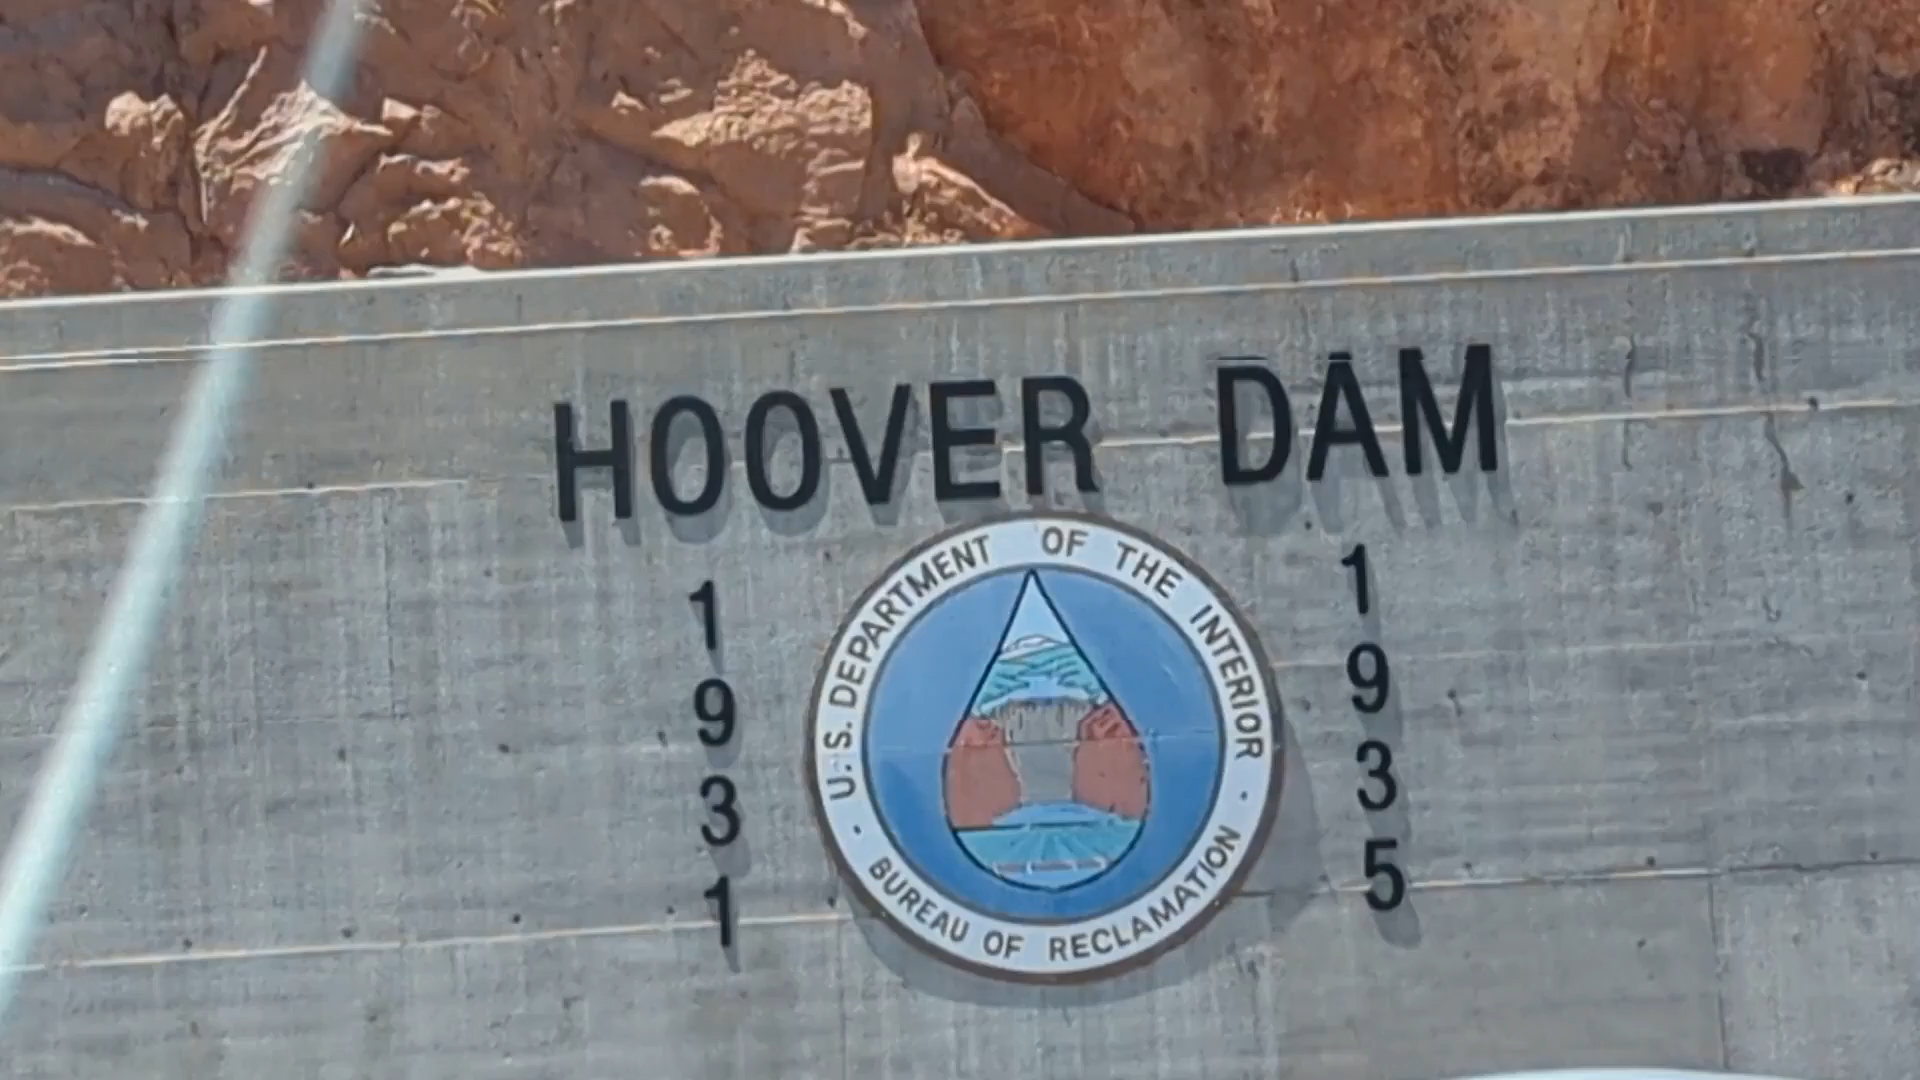 HOOVER DAM
1931
1935
U.S. DEPARTMENT OF THE INTERIOR
· BUREAU OF RECLAMATION ·